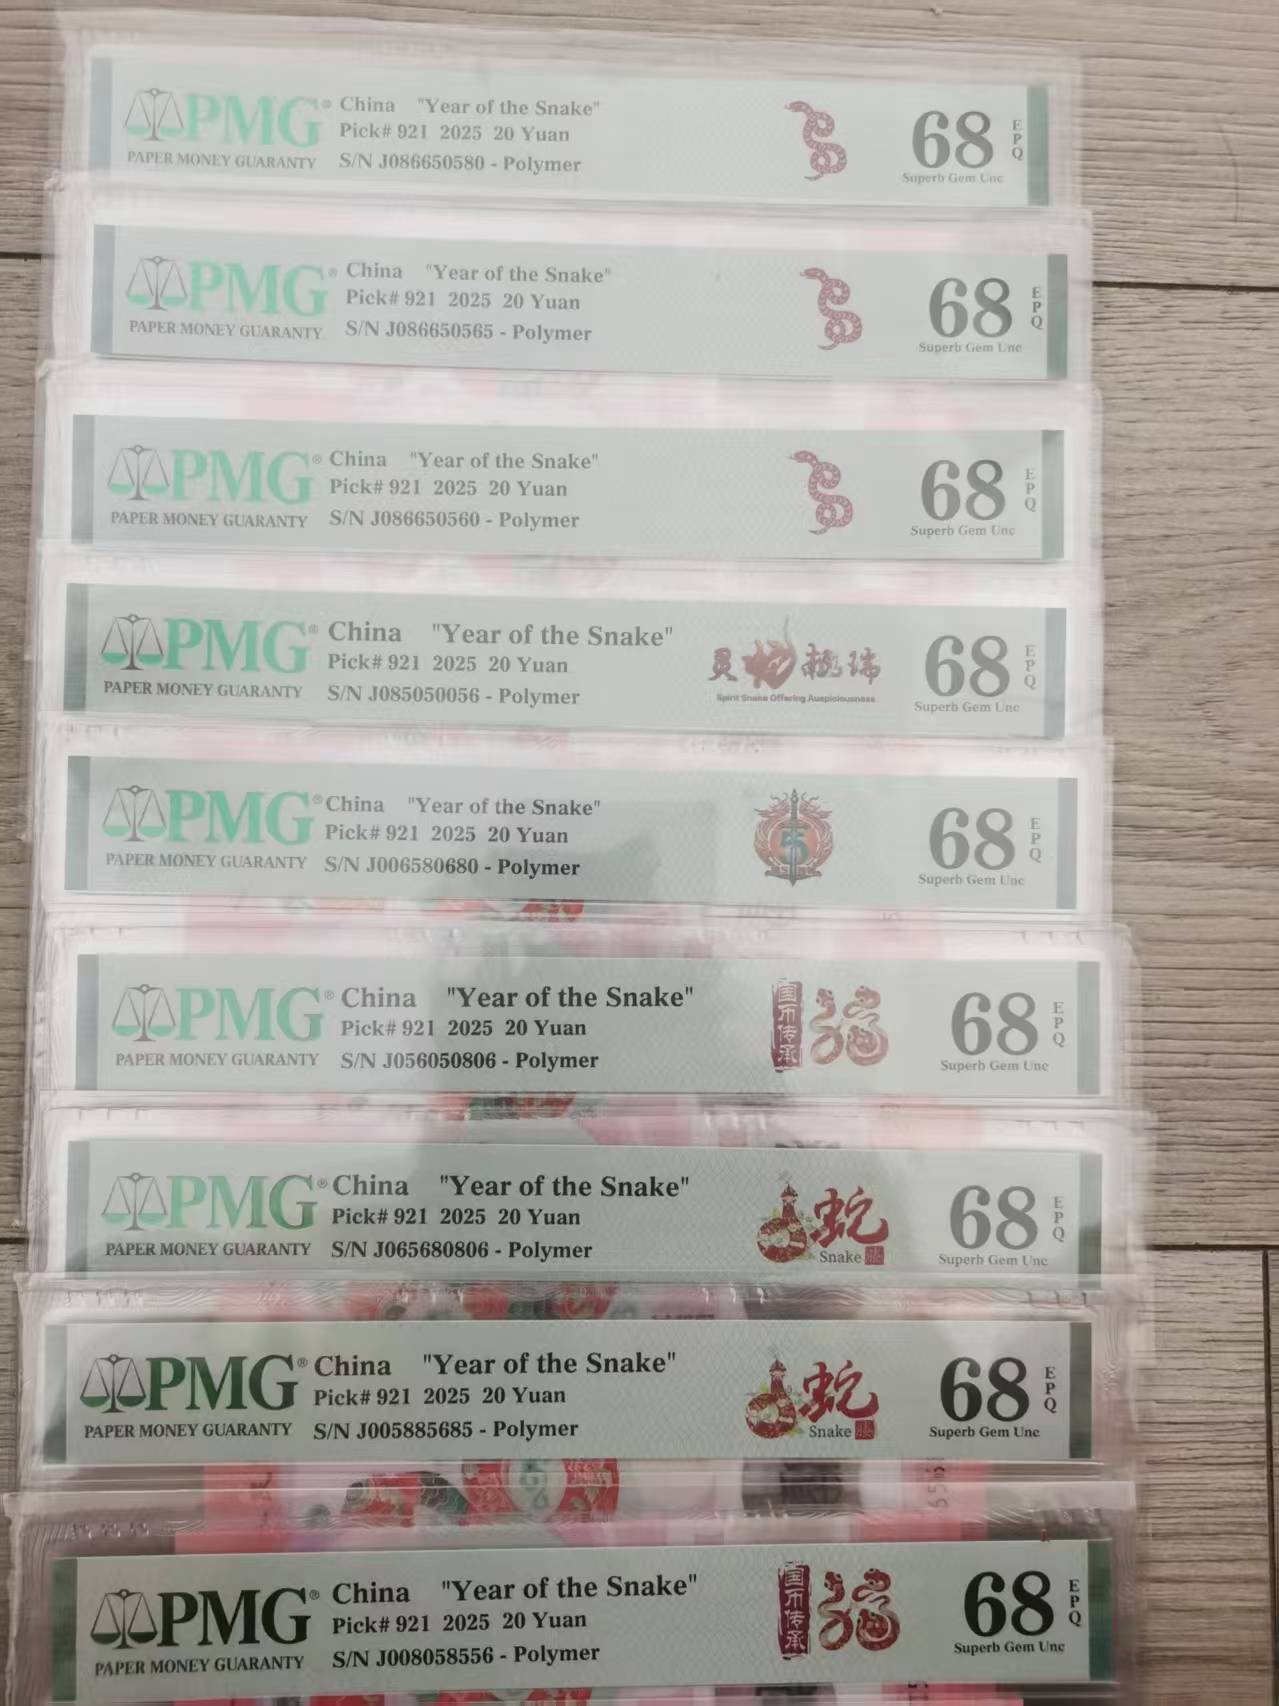 PMG® China "Year of the Snake"
Pick# 921 2025 20 Yuan
PAPER MONEY GUARANTY S/N J086650580 - Polymer
68 EPQ
Superb Gem Unc
PMG® China "Year of the Snake"
Pick# 921 2025 20 Yuan
PAPER MONEY GUARANTY S/N J086650565 - Polymer
68 EPQ
Superb Gem Unc
PMG® China "Year of the Snake"
Pick# 921 2025 20 Yuan
PAPER MONEY GUARANTY S/N J086650560 - Polymer
68 EPQ
Superb Gem Unc
PMG® China "Year of the Snake"
Pick# 921 2025 20 Yuan
PAPER MONEY GUARANTY S/N J085050056 - Polymer
灵蛇献瑞
Spirit Snake Offering Auspiciousness
68 EPQ
Superb Gem Unc
PMG® China "Year of the Snake"
Pick# 921 2025 20 Yuan
PAPER MONEY GUARANTY S/N J006580680 - Polymer
68 EPQ
Superb Gem Unc
PMG® China "Year of the Snake"
Pick# 921 2025 20 Yuan
PAPER MONEY GUARANTY S/N J056050806 - Polymer
国币传承
福
68 EPQ
Superb Gem Unc
PMG® China "Year of the Snake"
Pick# 921 2025 20 Yuan
PAPER MONEY GUARANTY S/N J065680806 - Polymer
蛇
Snake
68 EPQ
Superb Gem Unc
PMG® China "Year of the Snake"
Pick# 921 2025 20 Yuan
PAPER MONEY GUARANTY S/N J005885685 - Polymer
蛇
Snake
68 EPQ
Superb Gem Unc
PMG® China "Year of the Snake"
Pick# 921 2025 20 Yuan
PAPER MONEY GUARANTY S/N J008058556 - Polymer
国币传承
福
68 EPQ
Superb Gem Unc